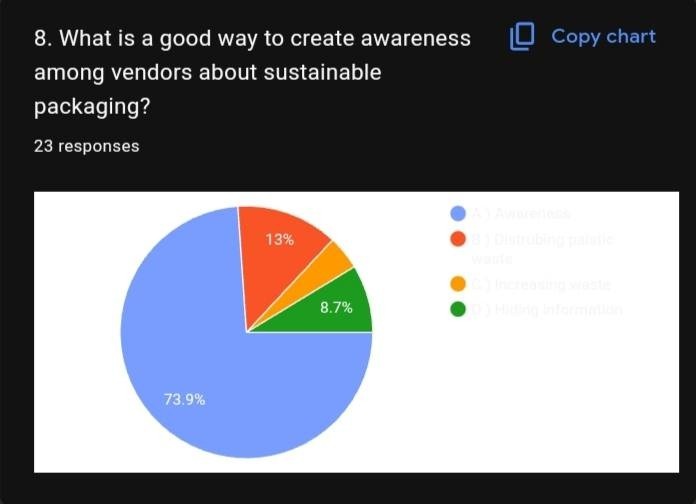 8. What is a good way to create awareness
among vendors about sustainable
packaging?
Copy chart
23 responses
13%
8.7%
73.9%
A ) Awareness
B ) Distrubing palstic
waste
C ) Increasing waste
D ) Hiding information